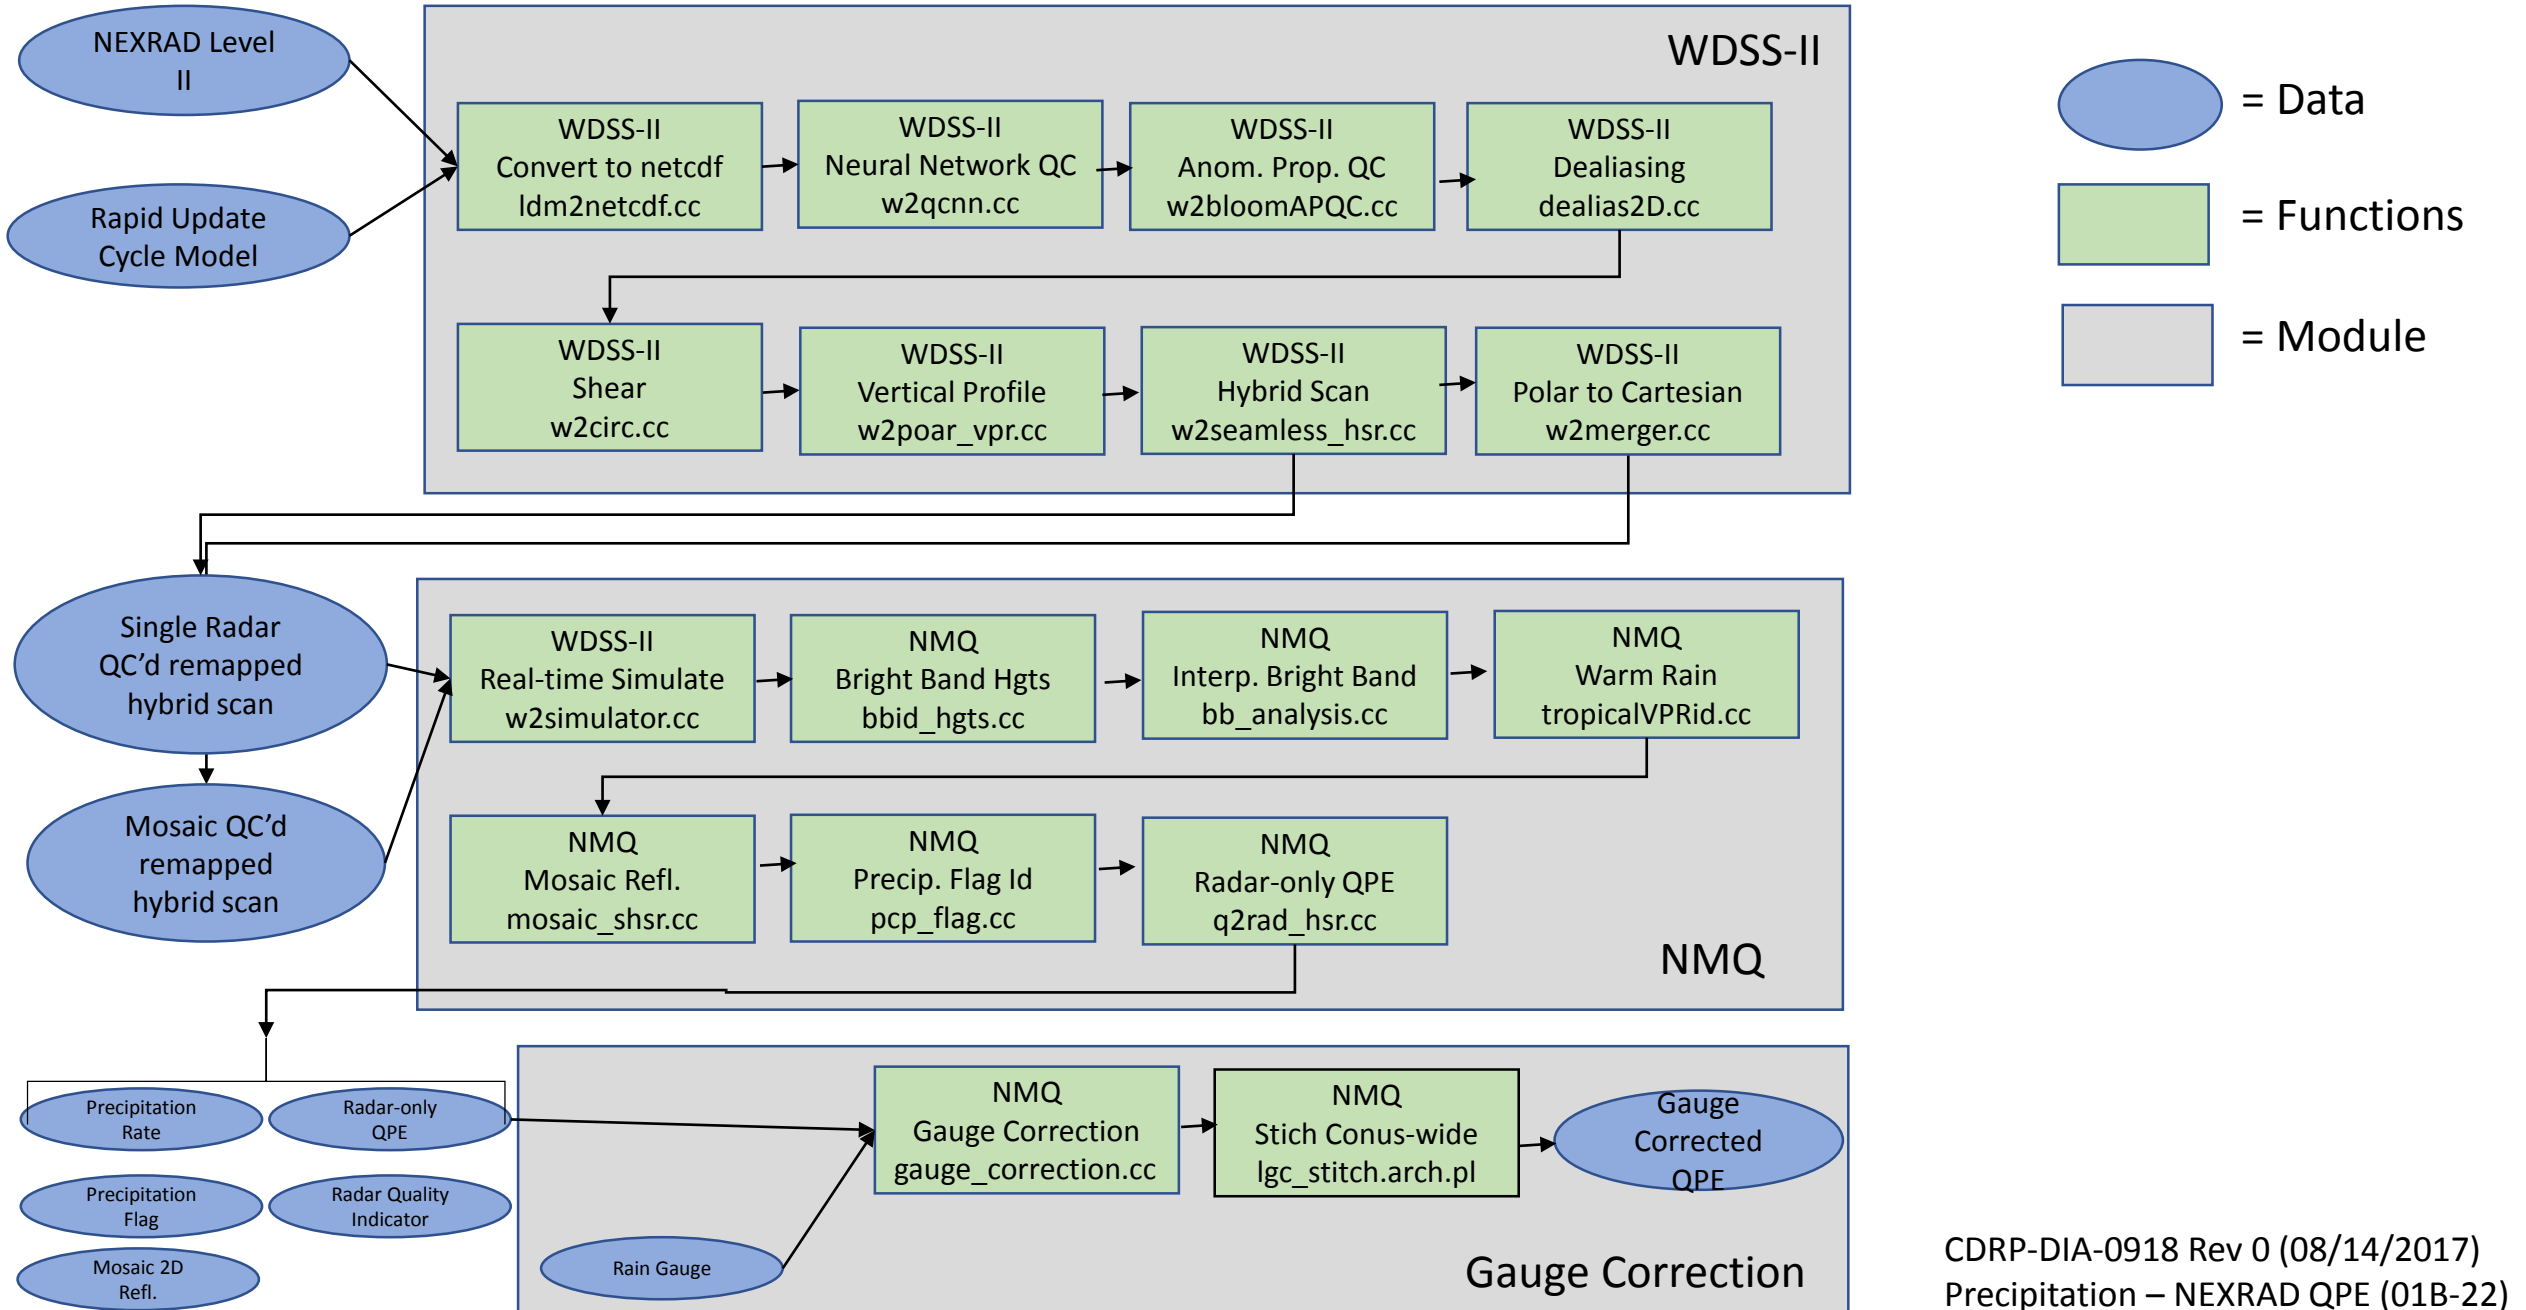 NEXRAD Level
II
Rapid Update
Cycle Model
WDSS-II
WDSS-II
Convert to netcdf
ldm2netcdf.cc
WDSS-II
Neural Network QC
w2qcnn.cc
WDSS-II
Anom. Prop. QC
w2bloomAPQC.cc
WDSS-II
Dealiasing
dealias2D.cc
WDSS-II
Shear
w2circ.cc
WDSS-II
Vertical Profile
w2poar_vpr.cc
WDSS-II
Hybrid Scan
w2seamless_hsr.cc
WDSS-II
Polar to Cartesian
w2merger.cc
= Data
= Functions
= Module
Single Radar
QC’d remapped
hybrid scan
Mosaic QC’d
remapped
hybrid scan
WDSS-II
Real-time Simulate
w2simulator.cc
NMQ
Bright Band Hgts
bbid_hgts.cc
NMQ
Interp. Bright Band
bb_analysis.cc
NMQ
Warm Rain
tropicalVPRid.cc
NMQ
Mosaic Refl.
mosaic_shsr.cc
NMQ
Precip. Flag Id
pcp_flag.cc
NMQ
Radar-only QPE
q2rad_hsr.cc
NMQ
Precipitation
Rate
Radar-only
QPE
Precipitation
Flag
Radar Quality
Indicator
Mosaic 2D
Refl.
NMQ
Gauge Correction
gauge_correction.cc
NMQ
Stich Conus-wide
lgc_stitch.arch.pl
Gauge
Corrected
QPE
Rain Gauge
Gauge Correction
CDRP-DIA-0918 Rev 0 (08/14/2017)
Precipitation – NEXRAD QPE (01B-22)